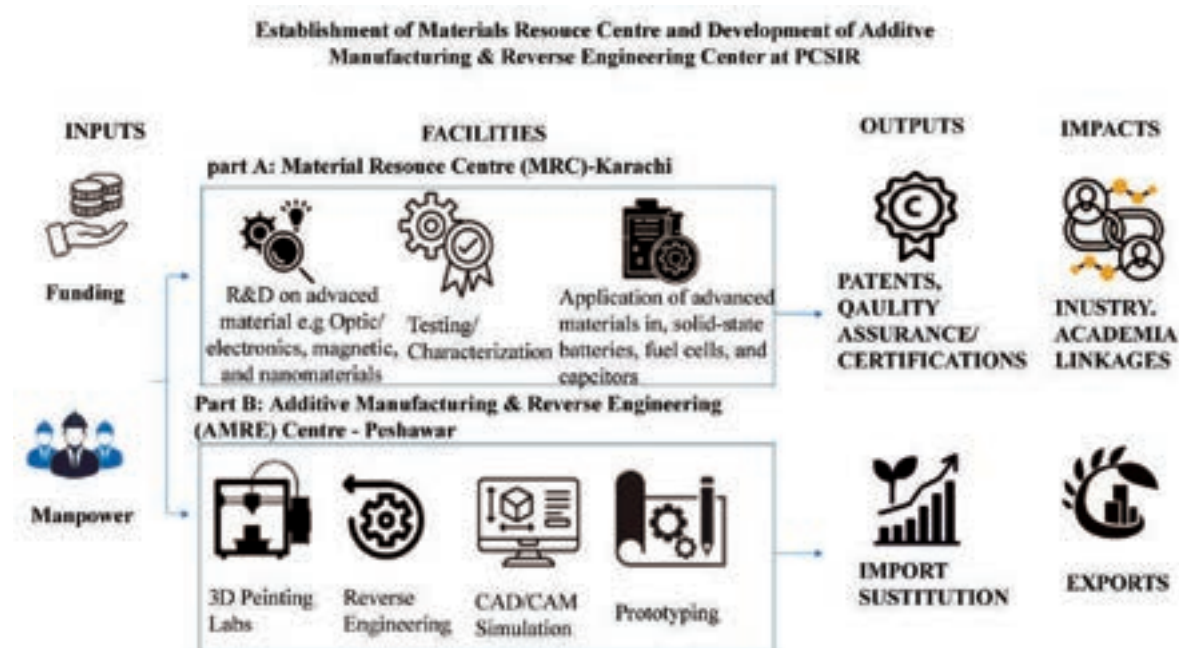 Establishment of Materials Resouce Centre and Development of Additve
Manufacturing & Reverse Engineering Center at PCSIR
INPUTS
FACILITIES
OUTPUTS
IMPACTS
part A: Material Resouce Centre (MRC)-Karachi
Funding
R&D on advaced
material e.g Optic/
electronics, magnetic,
and nanomaterials
Testing/
Characterization
Application of advanced
materials in, solid-state
batteries, fuel cells, and
capcitors
C
PATENTS,
QAULITY
ASSURANCE/
CERTIFICATIONS
INUSTRY.
ACADEMIA
LINKAGES
Part B: Additive Manufacturing & Reverse Engineering
(AMRE) Centre - Peshawar
Manpower
3D Peinting
Labs
Reverse
Engineering
CAD/CAM
Simulation
Prototyping
IMPORT
SUSTITUTION
EXPORTS